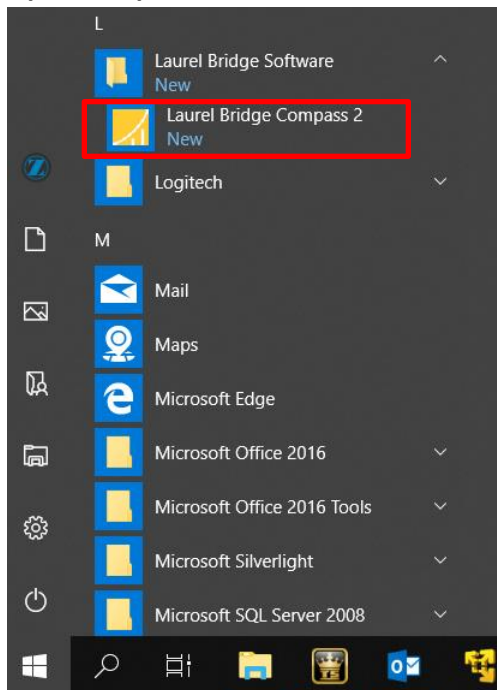 L
Laurel Bridge Software
New
Laurel Bridge Compass 2
New
Logitech
M
Mail
Maps
Microsoft Edge
Microsoft Office 2016
Microsoft Office 2016 Tools
Microsoft Silverlight
Microsoft SQL Server 2008